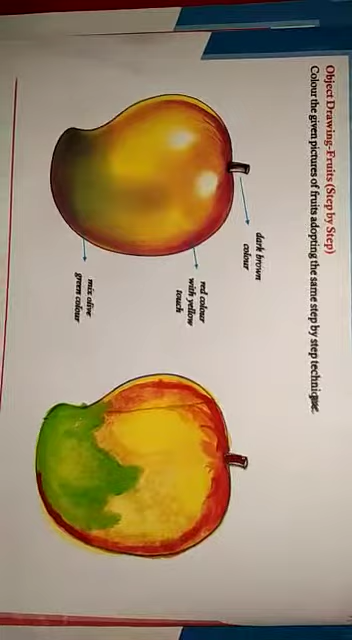 Object Drawing-Fruits (Step by Step)
Colour the given pictures of fruits adopting the same step by step technique.
dark brown
colour
red colour
with yellow
touch
mix olive
green colour